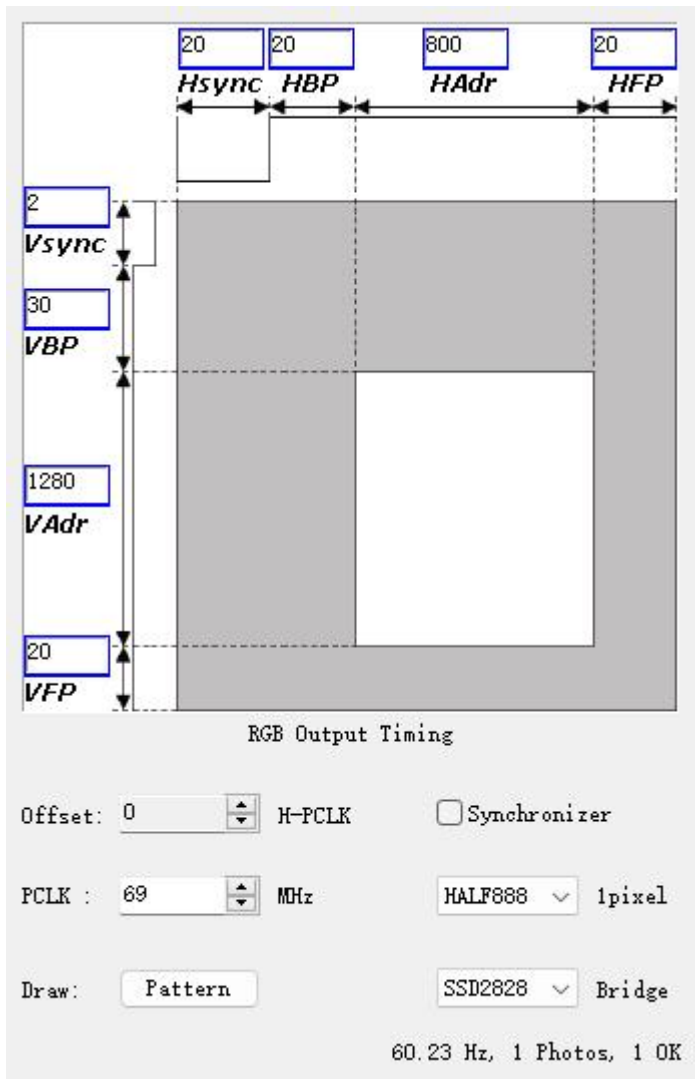 20 20 800 20
Hsync HBP HAdr HFP
2
Vsync
30
VBP
1280
VAdr
20
VFP
RGB Output Timing
Offset: 0 H-PCLK Synchronizer
PCLK : 69 MHz HALF888 1pixel
Draw: Pattern SSD2828 Bridge
60.23 Hz, 1 Photos, 1 OK